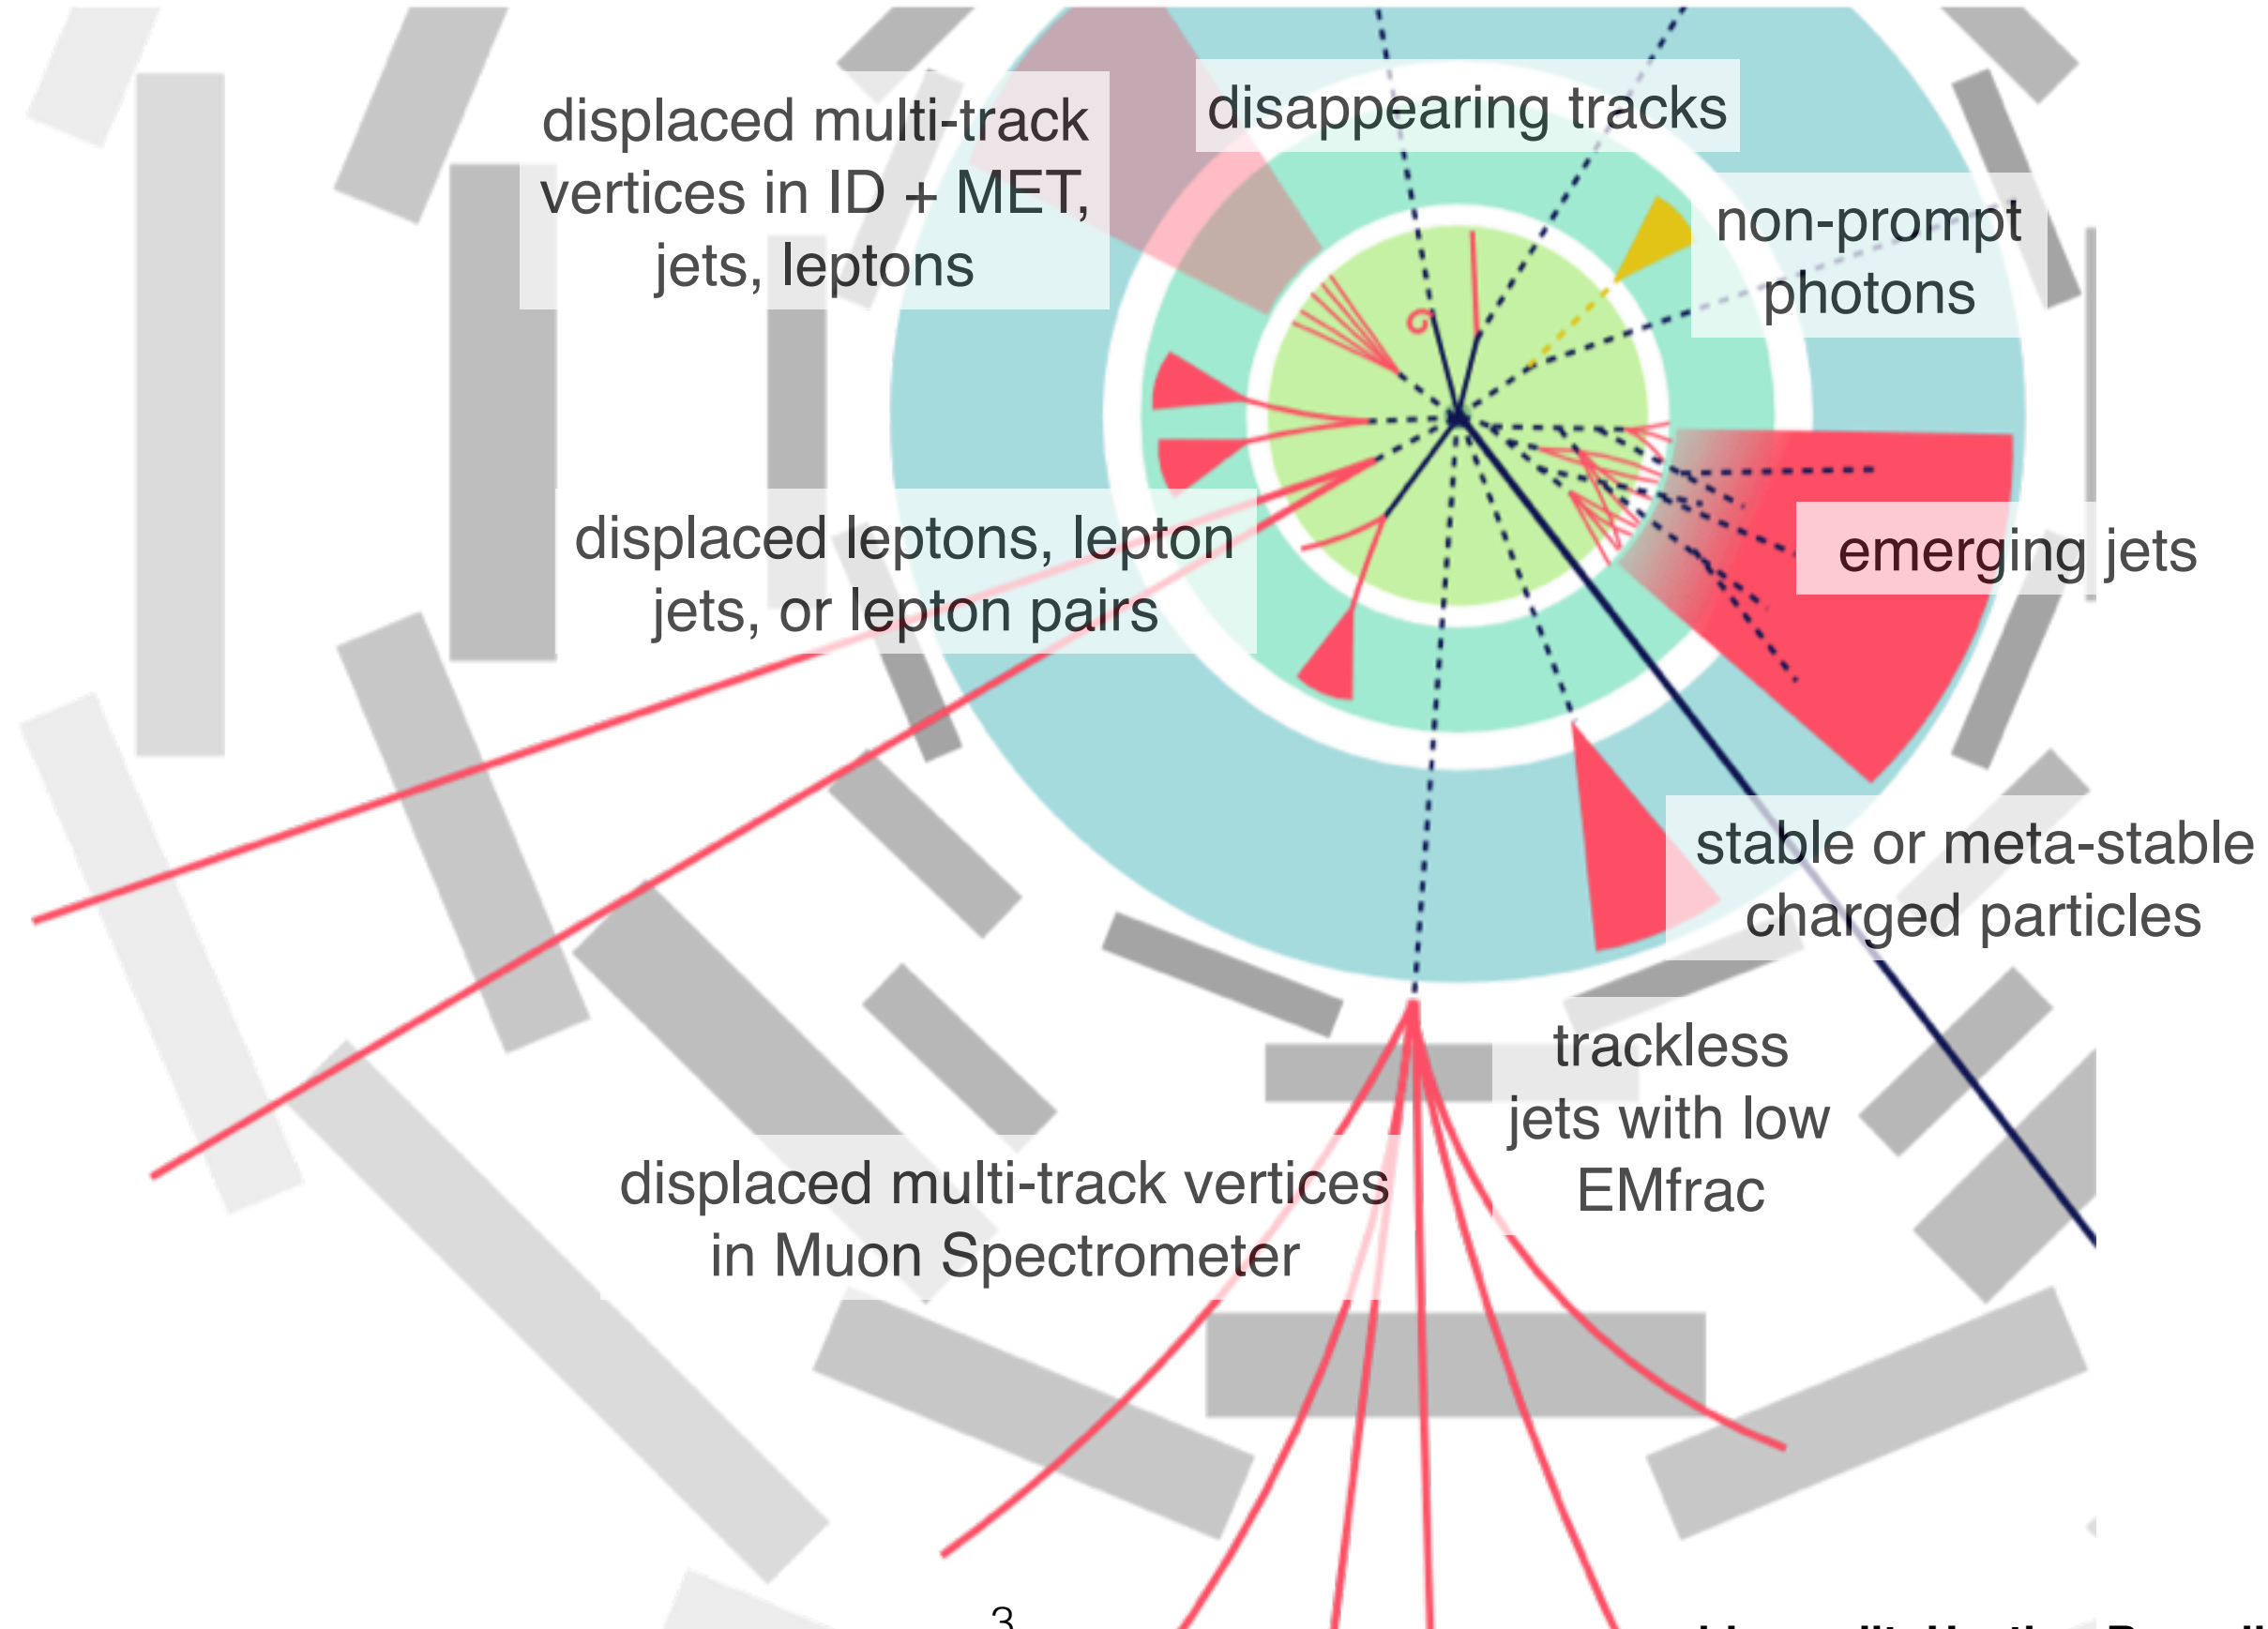 displaced multi-track
vertices in ID + MET,
jets, leptons
disappearing tracks
non-prompt
photons
displaced leptons, lepton
jets, or lepton pairs
emerging jets
stable or meta-stable
charged particles
trackless
jets with low
EMfrac
displaced multi-track vertices
in Muon Spectrometer
3